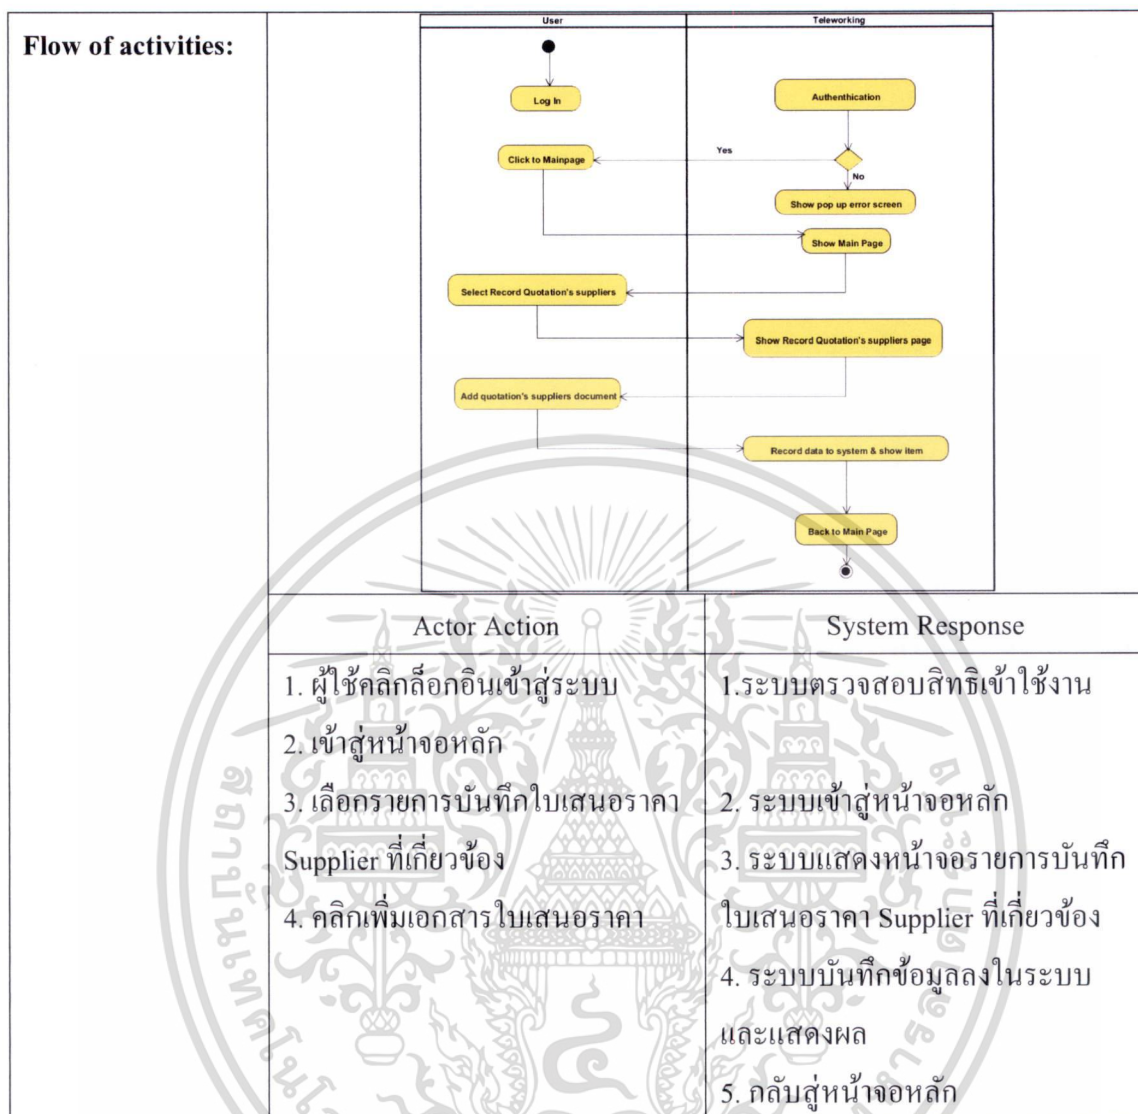 Flow of activities:
User
Teleworking
Log In
Authenthication
Yes
Click to Mainpage
No
Show pop up error screen
Show Main Page
Select Record Quotation's suppliers
Show Record Quotation's suppliers page
Add quotation's suppliers document
Record data to system & show item
Back to Main Page
Actor Action
1. ผู้ใช้คลิกล็อกอินเข้าสู่ระบบ
2. เข้าสู่หน้าจอหลัก
3. เลือกรายการบันทึกใบเสนอราคา
Supplier ที่เกี่ยวข้อง
4. คลิกเพิ่มเอกสารใบเสนอราคา
System Response
1.ระบบตรวจสอบสิทธิเข้าใช้งาน
2. ระบบเข้าสู่หน้าจอหลัก
3. ระบบแสดงหน้าจอรายการบันทึก
ใบเสนอราคา Supplier ที่เกี่ยวข้อง
4. ระบบบันทึกข้อมูลลงในระบบ
และแสดงผล
5. กลับสู่หน้าจอหลัก